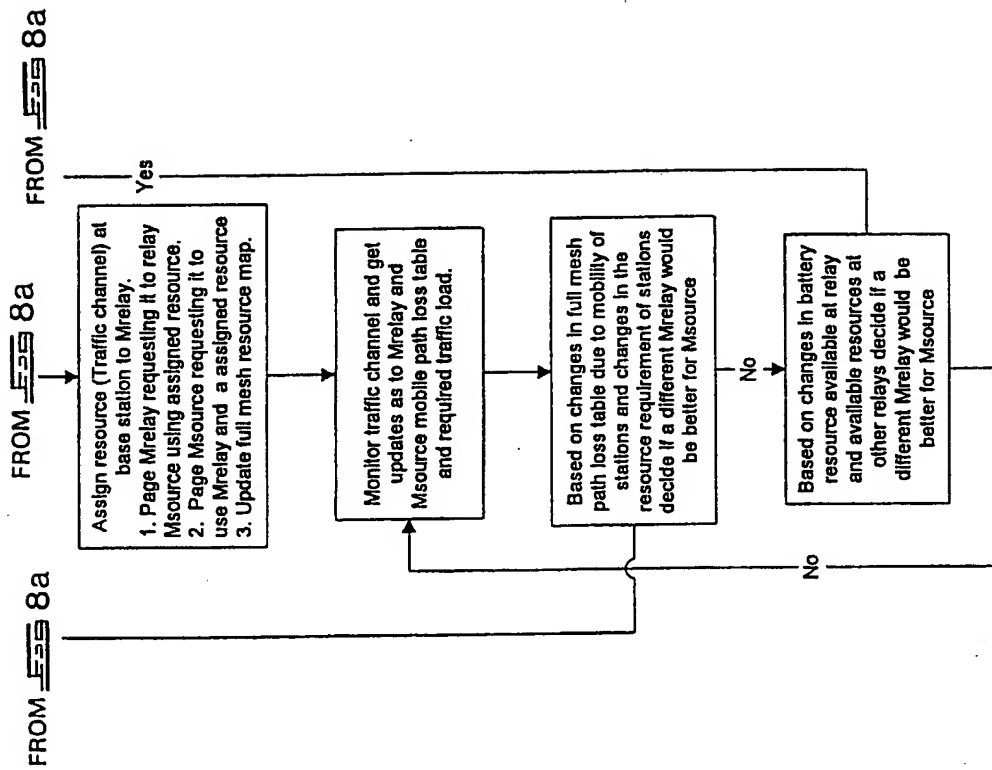 FROM FIG 8a
FROM FIG 8a
FROM FIG 8a
Assign resource (Traffic channel) at
base station to Mrelay.
1. Page Mrelay requesting it to relay
Msource using assigned resource.
2. Page Msource requesting it to
use Mrelay and a assigned resource
3. Update full mesh resource map.
Yes
Monitor traffic channel and get
updates as to Mrelay and
Msource mobile path loss table
and required traffic load.
Based on changes in full mesh
path loss table due to mobility of
stations and changes in the
resource requirement of stations
decide if a different Mrelay would
be better for Msource
No
No
Based on changes in battery
resource available at relay
and available resources at
other relays decide if a
different Mrelay would be
better for Msource